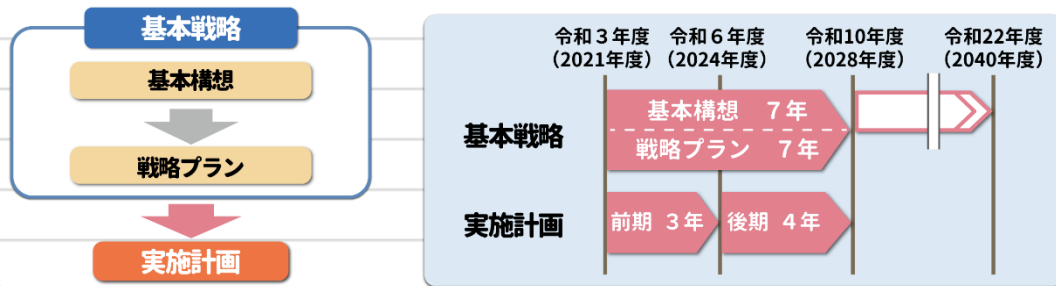 基本戦略
基本構想
戦略プラン
実施計画
令和3年度 令和6年度 令和10年度 令和22年度
（2021年度） （2024年度） （2028年度） （2040年度）
基本戦略
基本構想 7年
戦略プラン 7年
実施計画
前期 3年 後期 4年